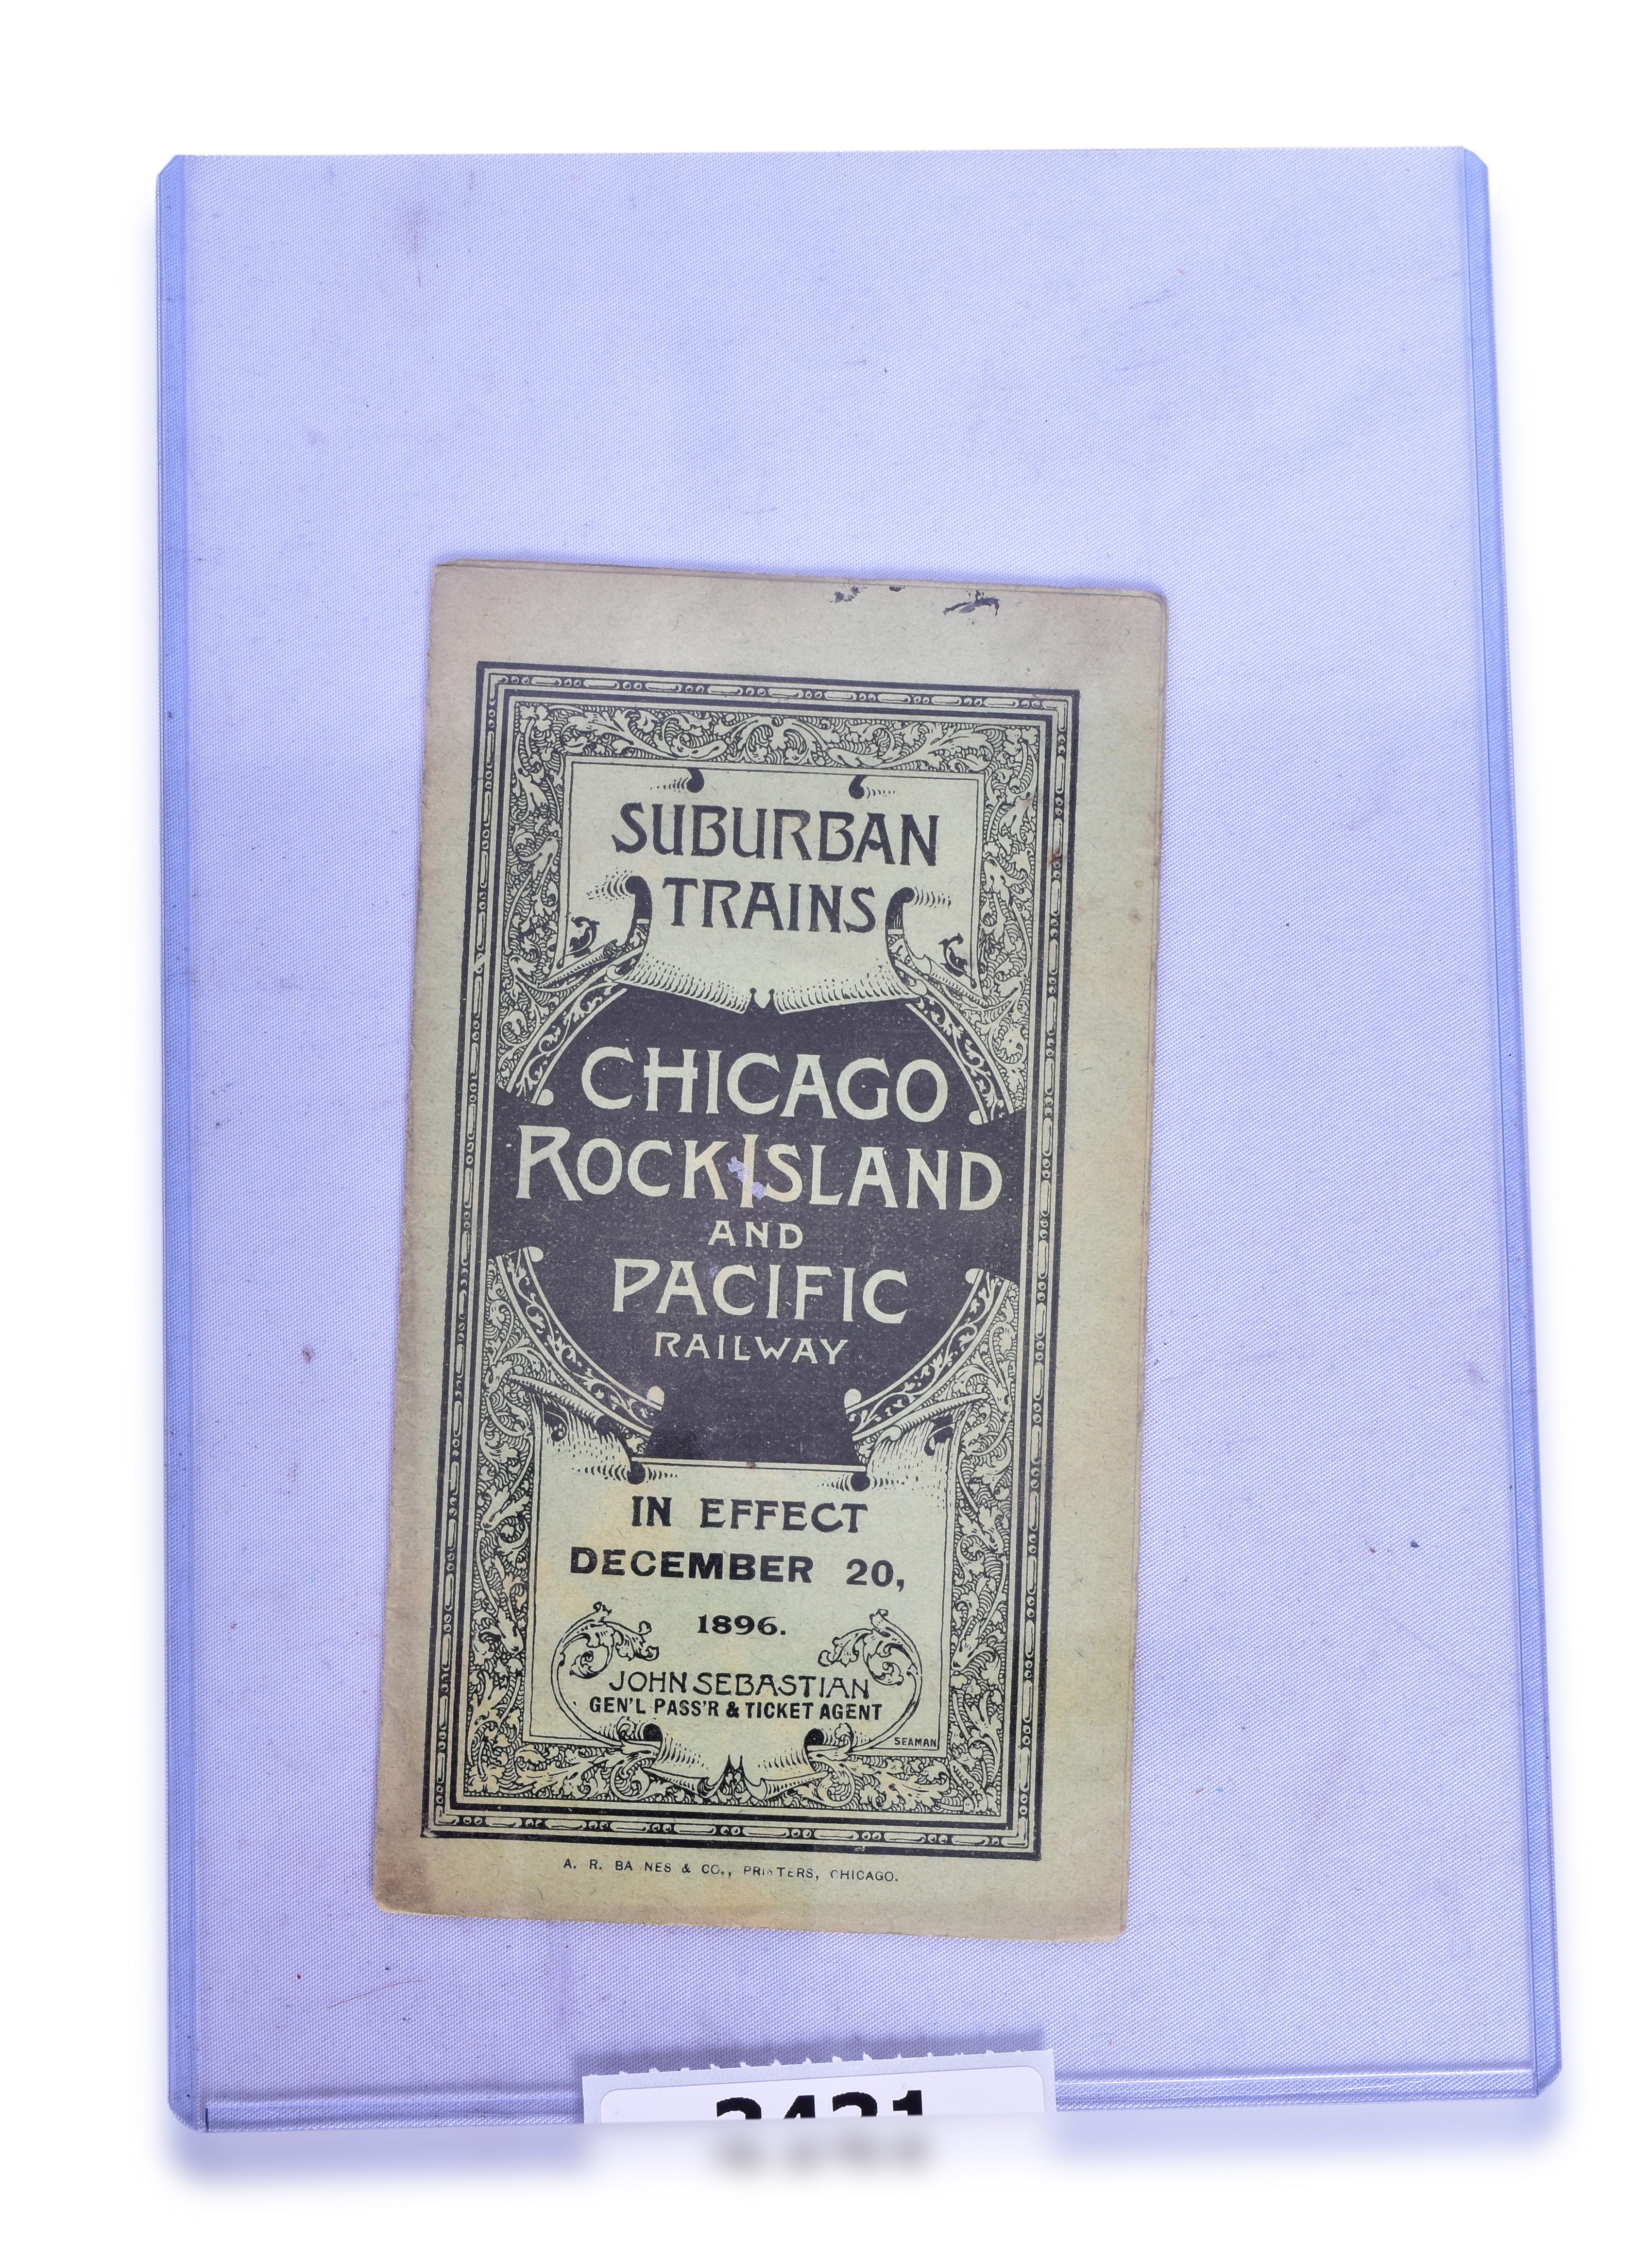 SUBURBAN
TRAINS
CHICAGO
ROCK ISLAND
AND
PACIFIC
RAILWAY
IN EFFECT
DECEMBER 20,
1896.
JOHN SEBASTIAN
GEN'L PASS'R & TICKET AGENT
SEAMAN
A. R. BA NES & CO., PRINTERS, CHICAGO.